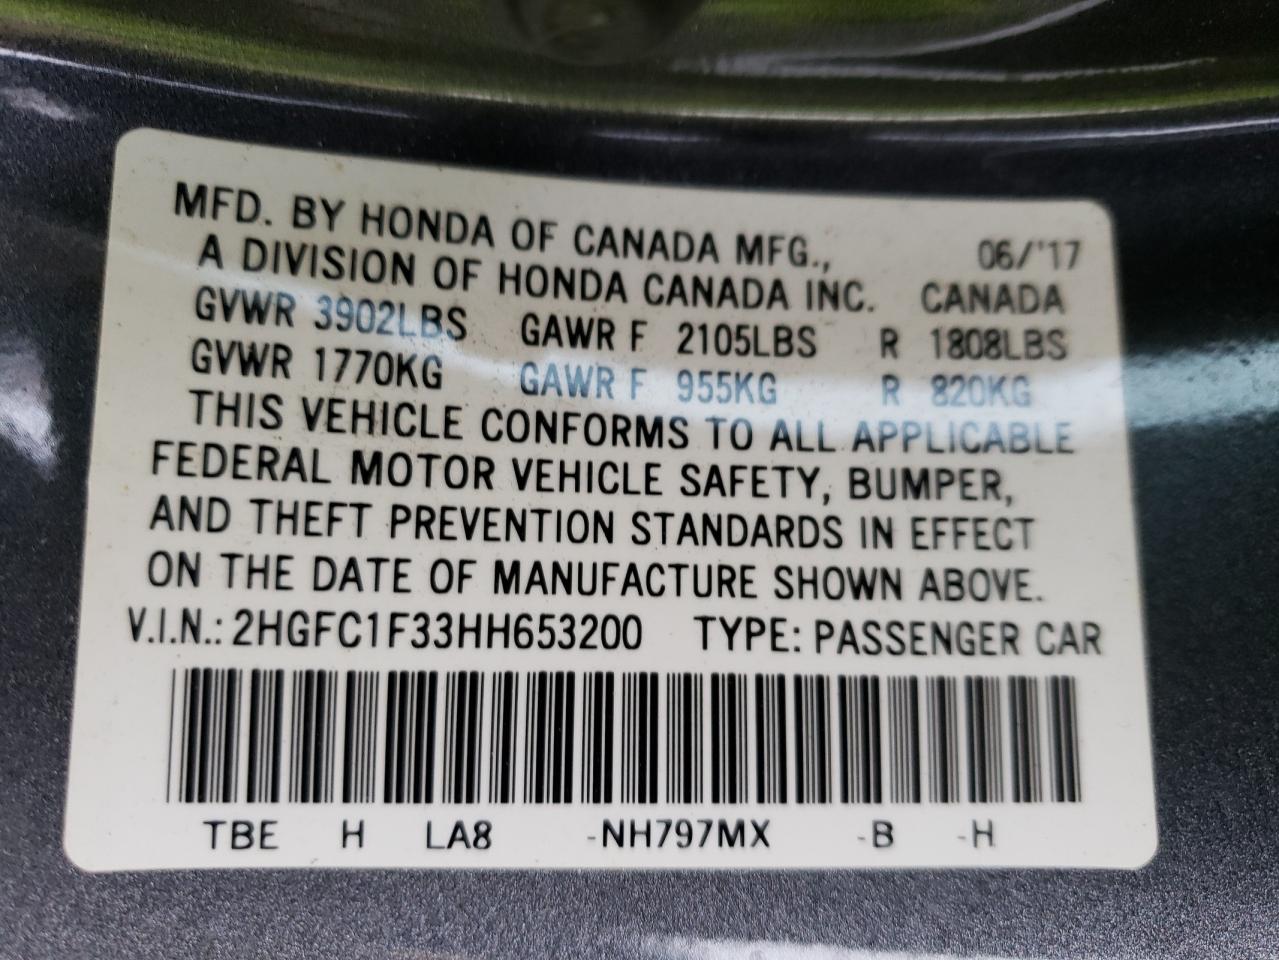 MFD. BY HONDA OF CANADA MFG., 06/'17
A DIVISION OF HONDA CANADA INC. CANADA
GVWR 3902LBS GAWR F 2105LBS R 1808LBS
GVWR 1770KG GAWR F 955KG R 820KG
THIS VEHICLE CONFORMS TO ALL APPLICABLE
FEDERAL MOTOR VEHICLE SAFETY, BUMPER,
AND THEFT PREVENTION STANDARDS IN EFFECT
ON THE DATE OF MANUFACTURE SHOWN ABOVE.
V.I.N.: 2HGFC1F33HH653200 TYPE: PASSENGER CAR
TBE H LA8 -NH797MX -B -H